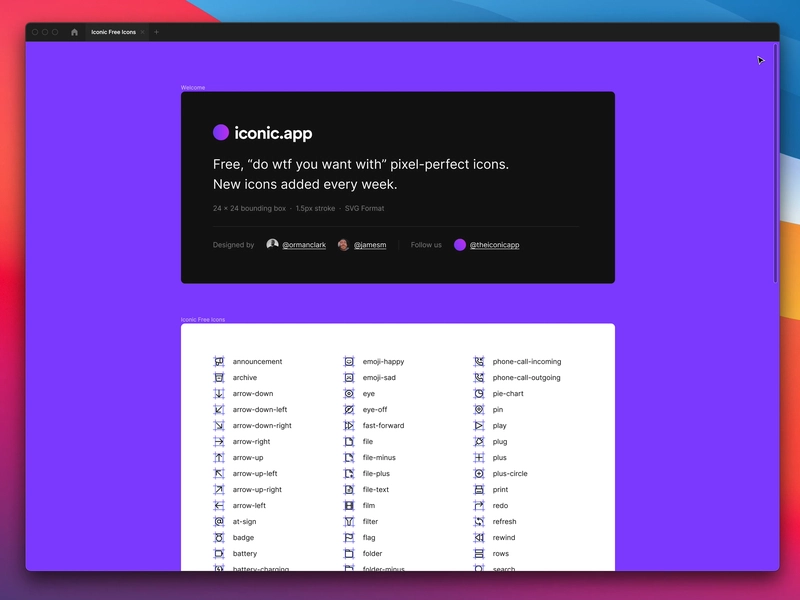 Iconic Free Icons
Welcome
iconic.app
Free, “do wtf you want with” pixel-perfect icons.
New icons added every week.
24 × 24 bounding box · 1.5px stroke · SVG Format
Designed by @ormanclark @jamesm Follow us @theiconicapp
Iconic Free Icons
announcement
archive
arrow-down
arrow-down-left
arrow-down-right
arrow-right
arrow-up
arrow-up-left
arrow-up-right
arrow-left
at-sign
badge
battery
battery-charging
emoji-happy
emoji-sad
eye
eye-off
fast-forward
file
file-minus
file-plus
file-text
film
filter
flag
folder
folder-minus
phone-call-incoming
phone-call-outgoing
pie-chart
pin
play
plug
plus
plus-circle
print
redo
refresh
rewind
rows
search